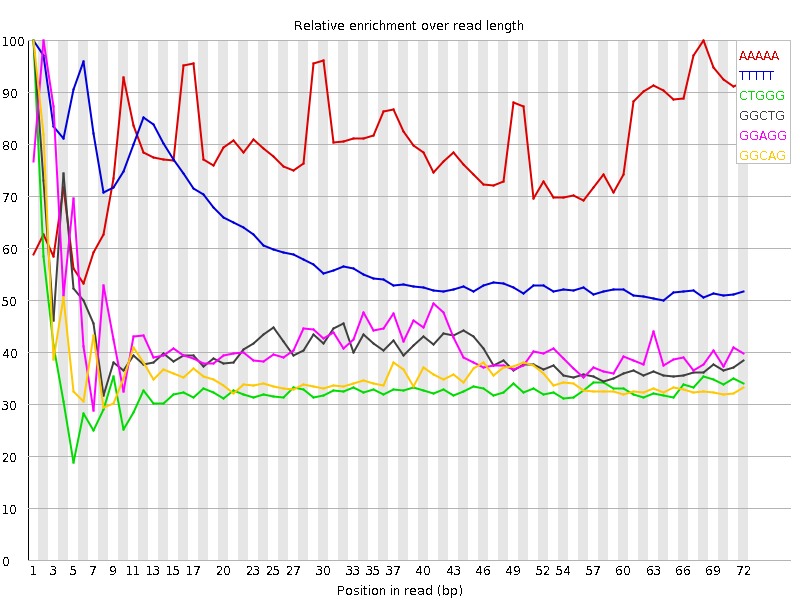 Relative enrichment over read length
100
90
80
70
60
50
40
30
20
10
0
AAAAA
TTTTT
CTGGG
GGCTG
GGAGG
GGCAG
1 3 5 7 9 11 13 15 17 20 23 25 27 30 33 35 37 40 43 46 49 52 54 57 60 63 66 69 72
Position in read (bp)